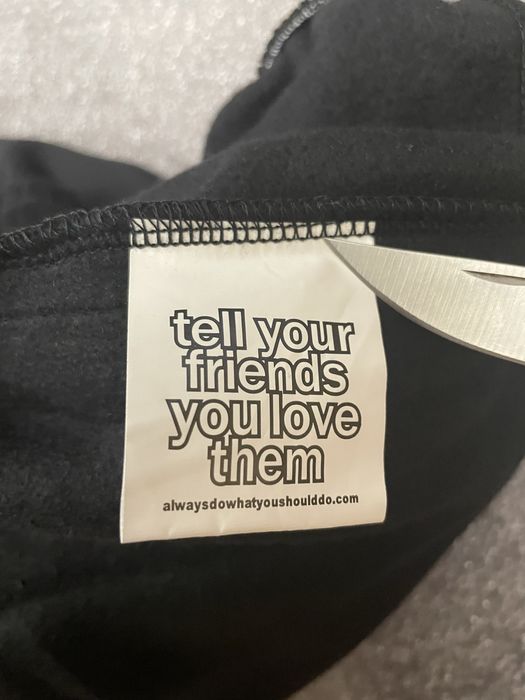 tell your
friends
you love
them
alwaysdowhatyoushoulddo.com